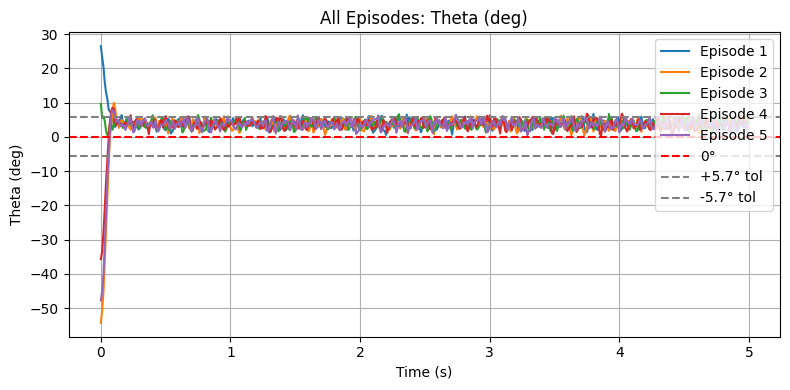 All Episodes: Theta (deg)
30
20
10
0
−10
−20
−30
−40
−50
Theta (deg)
0
1
2
3
4
5
Time (s)
Episode 1
Episode 2
Episode 3
Episode 4
Episode 5
0°
+5.7° tol
-5.7° tol